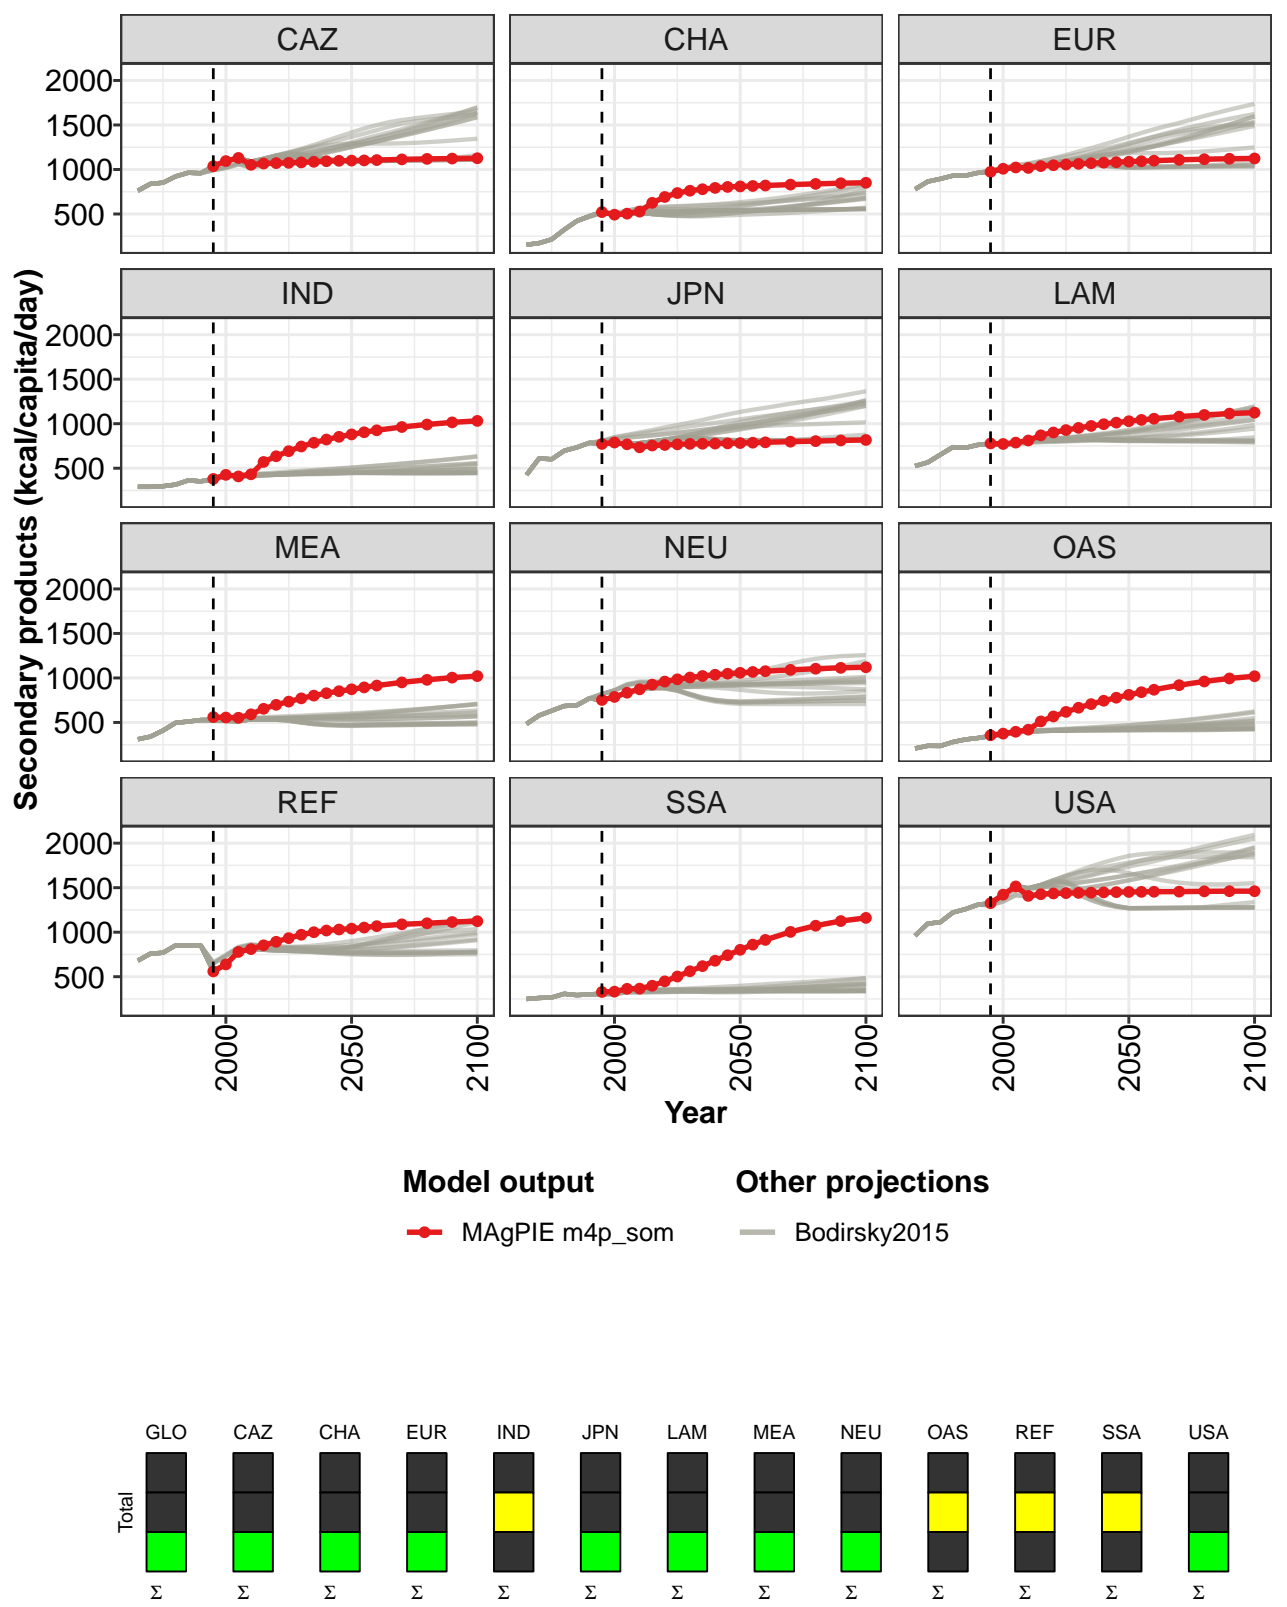 CAZ CHA EUR
2000
1500
1000
500
IND JPN LAM
2000
1500
1000
500
MEA NEU OAS
2000
1500
1000
500
REF SSA USA
2000
1500
1000
500
2000 2050 2100 2000 2050 2100 2000 2050 2100
Secondary products (kcal/capita/day)
Year
Model output Other projections
MAgPIE m4p_som Bodirsky2015
GLO CAZ CHA EUR IND JPN LAM MEA NEU OAS REF SSA USA
Total
Σ Σ Σ Σ Σ Σ Σ Σ Σ Σ Σ Σ Σ